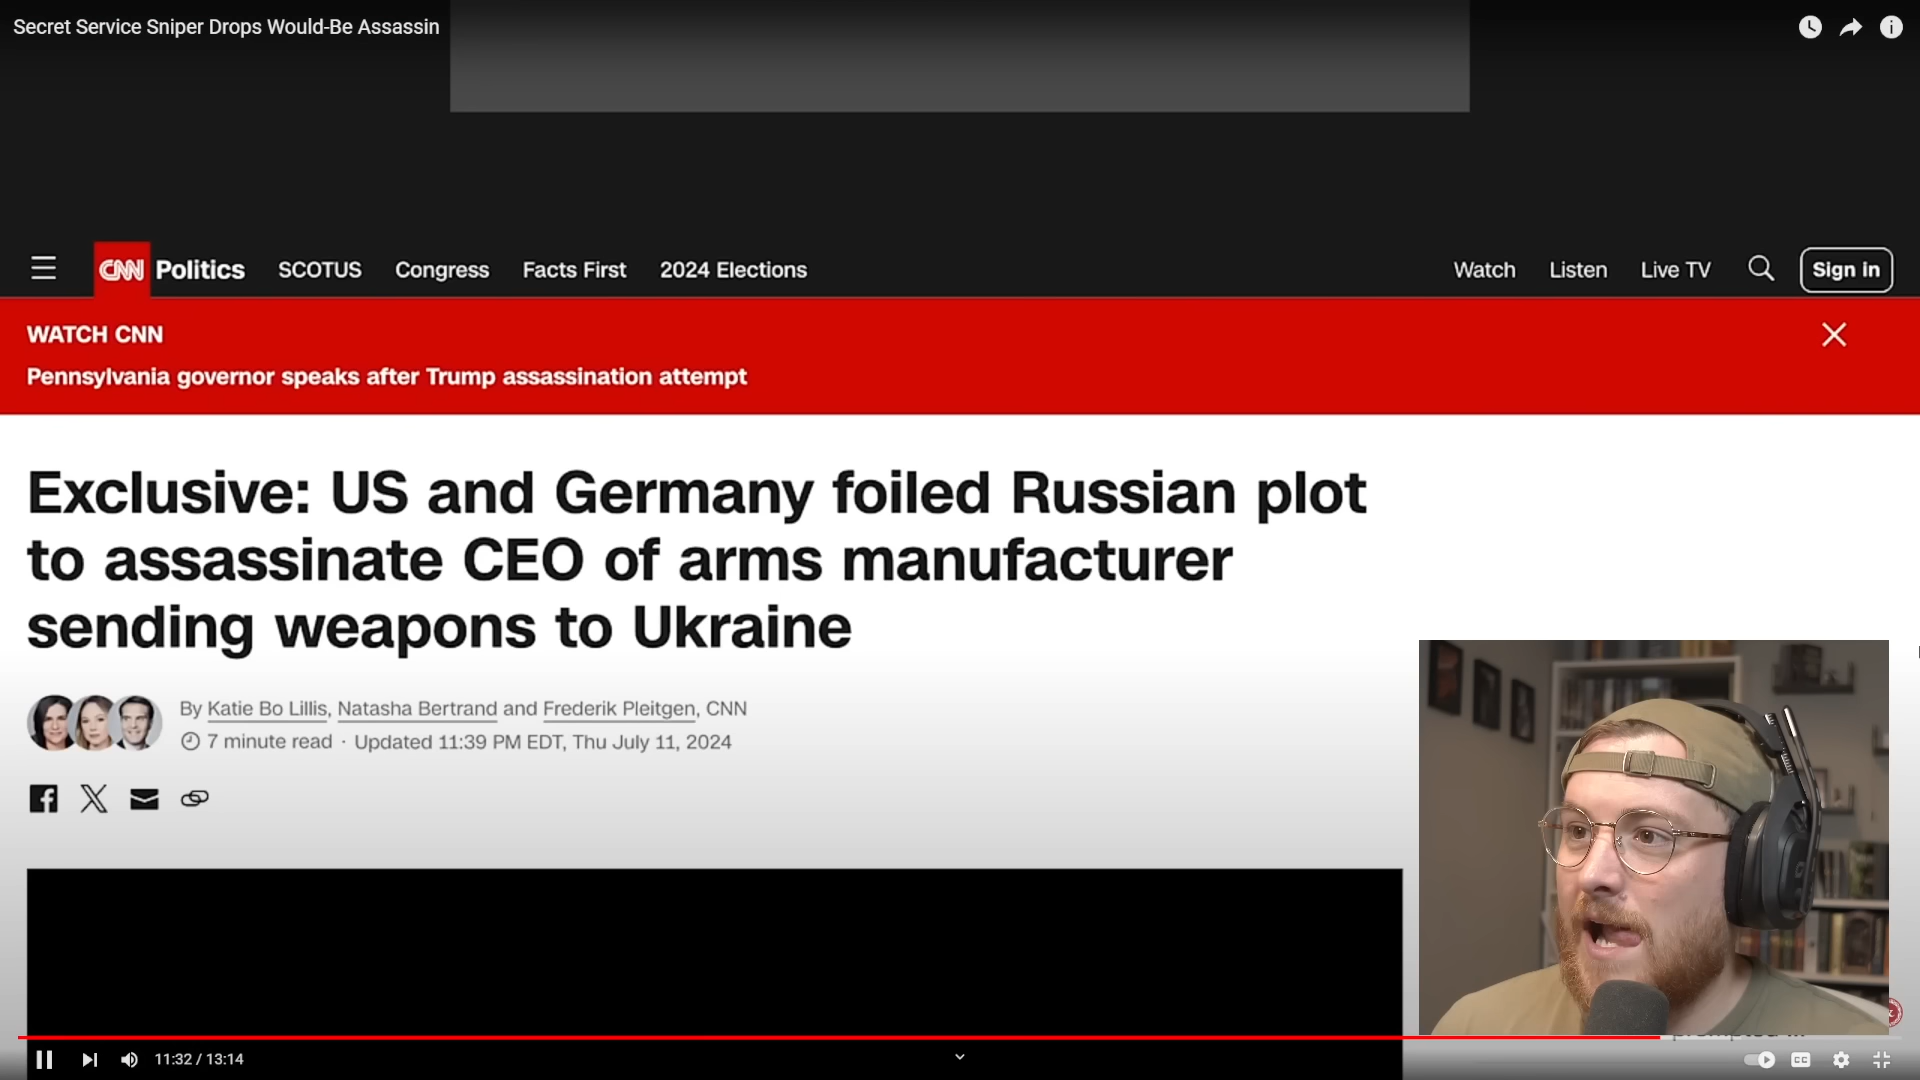 Secret Service Sniper Drops Would-Be Assassin
CNN Politics SCOTUS Congress Facts First 2024 Elections Watch Listen Live TV Sign in
WATCH CNN
Pennsylvania governor speaks after Trump assassination attempt
Exclusive: US and Germany foiled Russian plot
to assassinate CEO of arms manufacturer
sending weapons to Ukraine
By Katie Bo Lillis, Natasha Bertrand and Frederik Pleitgen, CNN
7 minute read · Updated 11:39 PM EDT, Thu July 11, 2024
11:32 / 13:14
CC